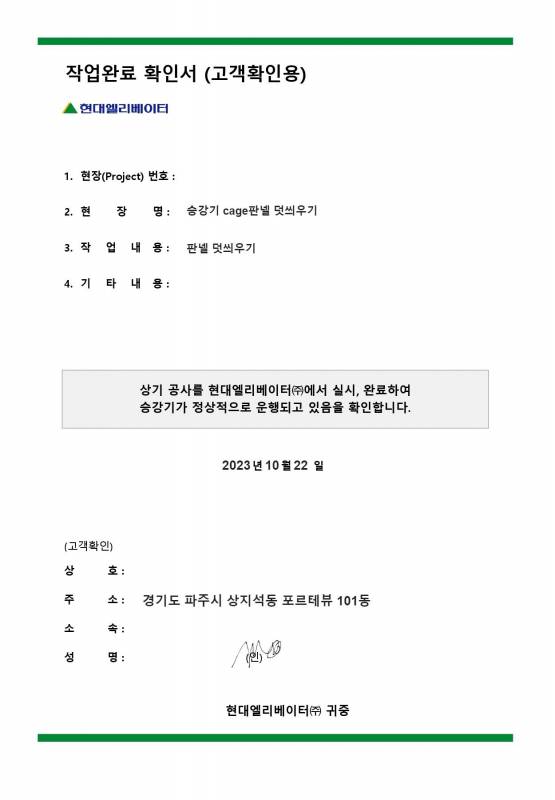 작업완료 확인서 (고객확인용)
현대엘리베이터
1. 현장(Project) 번호 :
2. 현 장 명 : 승강기 cage판넬 덧씌우기
3. 작 업 내 용 : 판넬 덧씌우기
4. 기 타 내 용 :
상기 공사를 현대엘리베이터㈜에서 실시, 완료하여
승강기가 정상적으로 운행되고 있음을 확인합니다.
2023년 10월 22 일
(고객확인)
상 호 :
주 소 : 경기도 파주시 상지석동 포르테뷰 101동
소 속 :
성 명 : (인)
현대엘리베이터㈜ 귀중